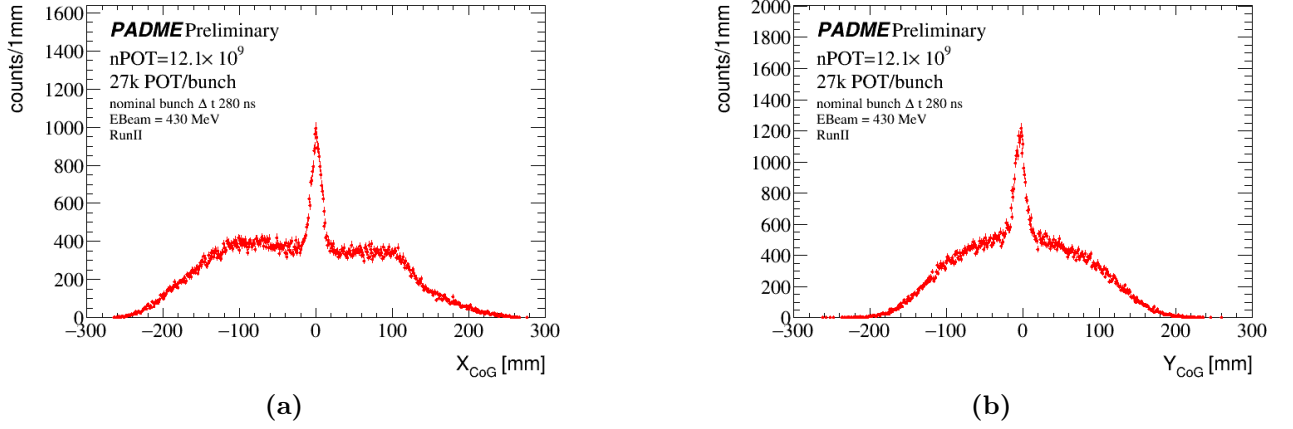 counts/1mm
1600
1400
1200
1000
800
600
400
200
0
PADME Preliminary
nPOT=12.1× 10⁹
27k POT/bunch
nominal bunch Δ t 280 ns
EBeam = 430 MeV
RunII
−300 −200 −100 0 100 200 300
X_CoG [mm]
(a)
counts/1mm
2000
1800
1600
1400
1200
1000
800
600
400
200
0
PADME Preliminary
nPOT=12.1× 10⁹
27k POT/bunch
nominal bunch Δ t 280 ns
EBeam = 430 MeV
RunII
−300 −200 −100 0 100 200 300
Y_CoG [mm]
(b)